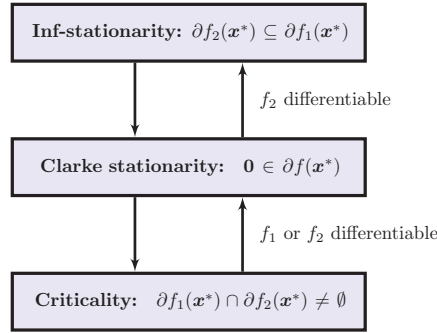 Inf-stationarity: ∂f₂(x*) ⊆ ∂f₁(x*)
f₂ differentiable
Clarke stationarity: 0 ∈ ∂f(x*)
f₁ or f₂ differentiable
Criticality: ∂f₁(x*) ∩ ∂f₂(x*) ≠ ∅